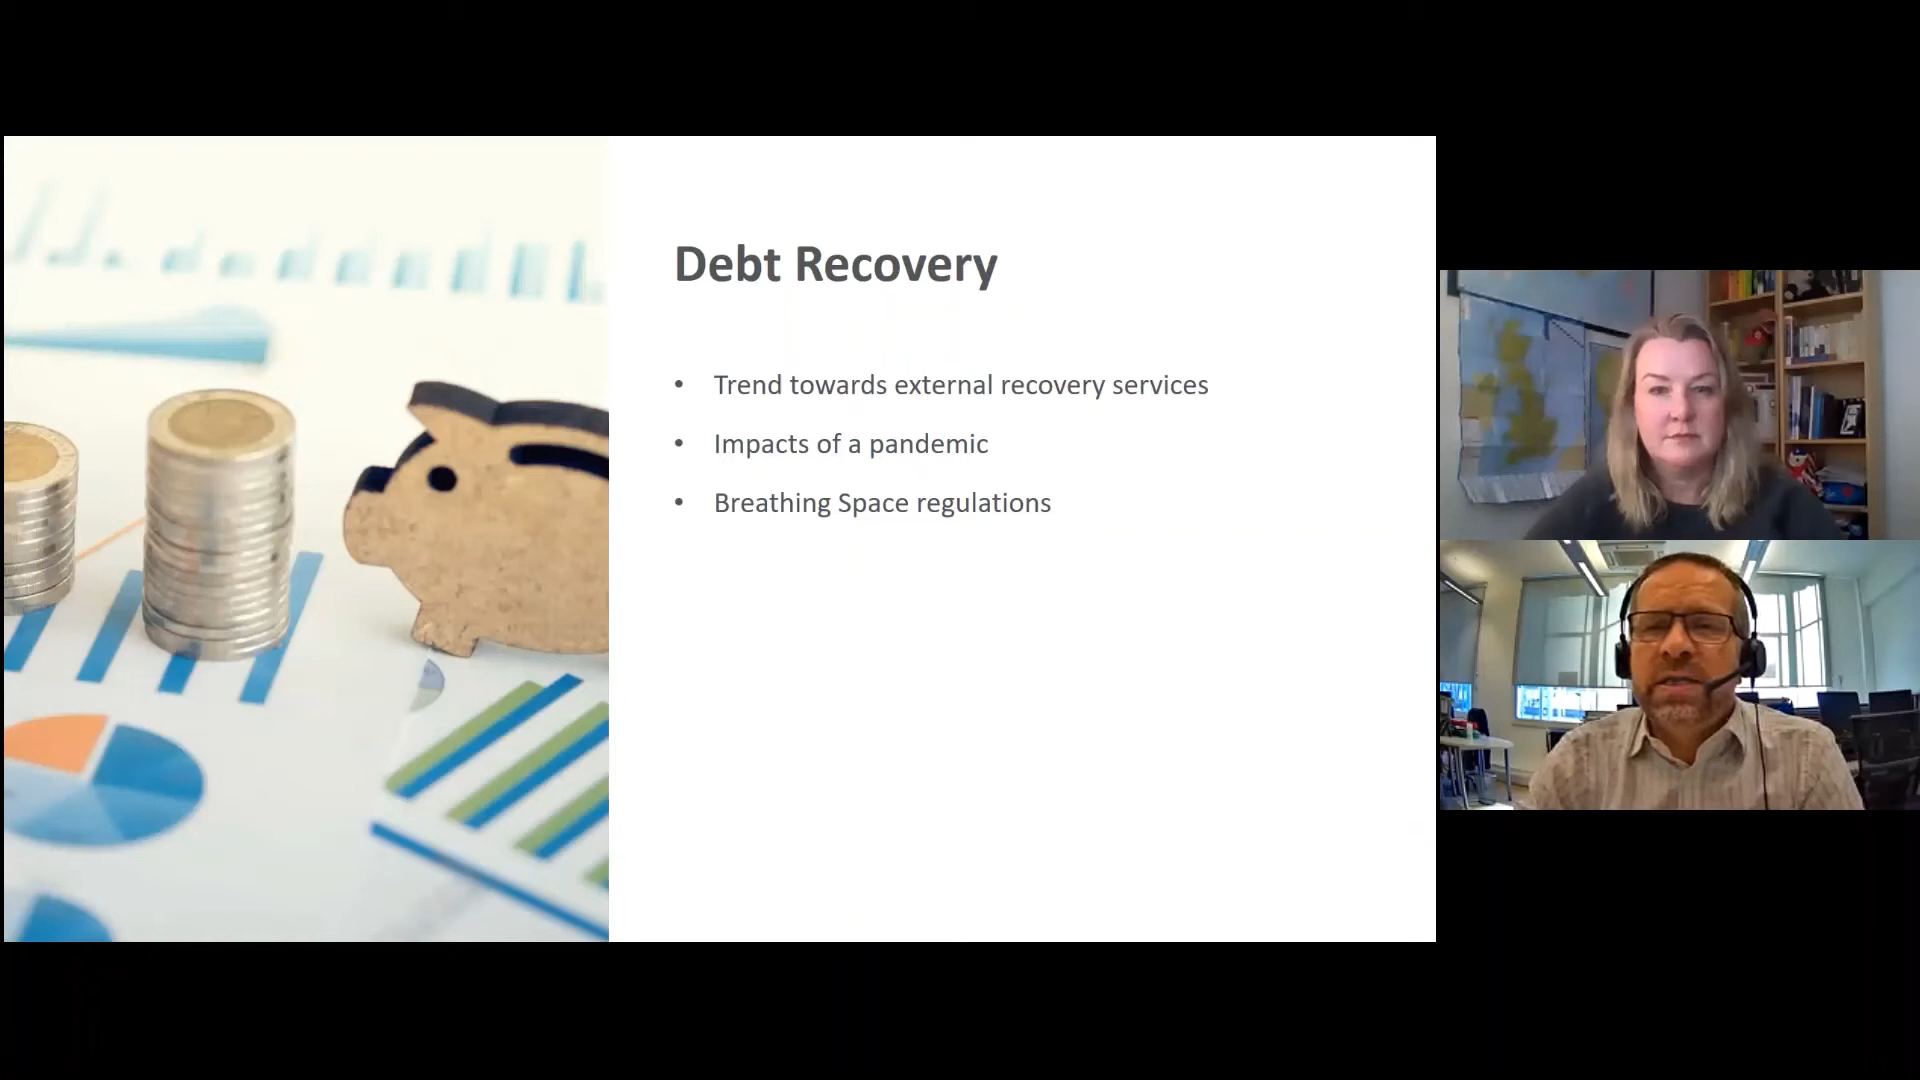 Debt Recovery
• Trend towards external recovery services
• Impacts of a pandemic
• Breathing Space regulations